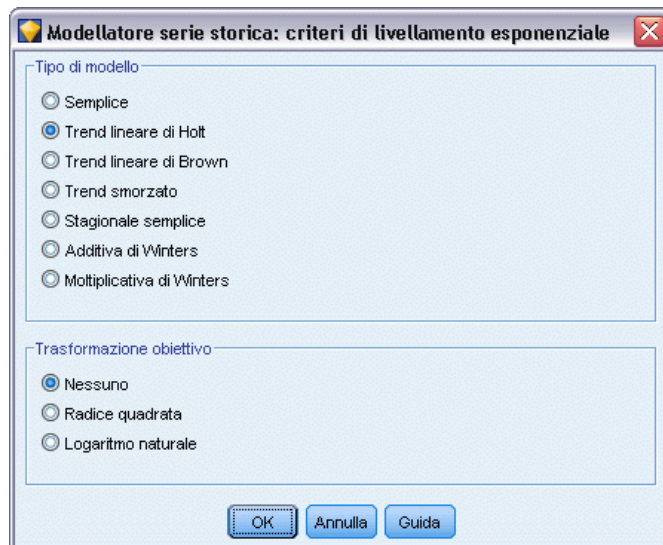 Modellatore serie storica: criteri di livellamento esponenziale
Tipo di modello
Semplice
Trend lineare di Holt
Trend lineare di Brown
Trend smorzato
Stagionale semplice
Additiva di Winters
Moltiplicativa di Winters
Trasformazione obiettivo
Nessuno
Radice quadrata
Logaritmo naturale
OK
Annulla
Guida